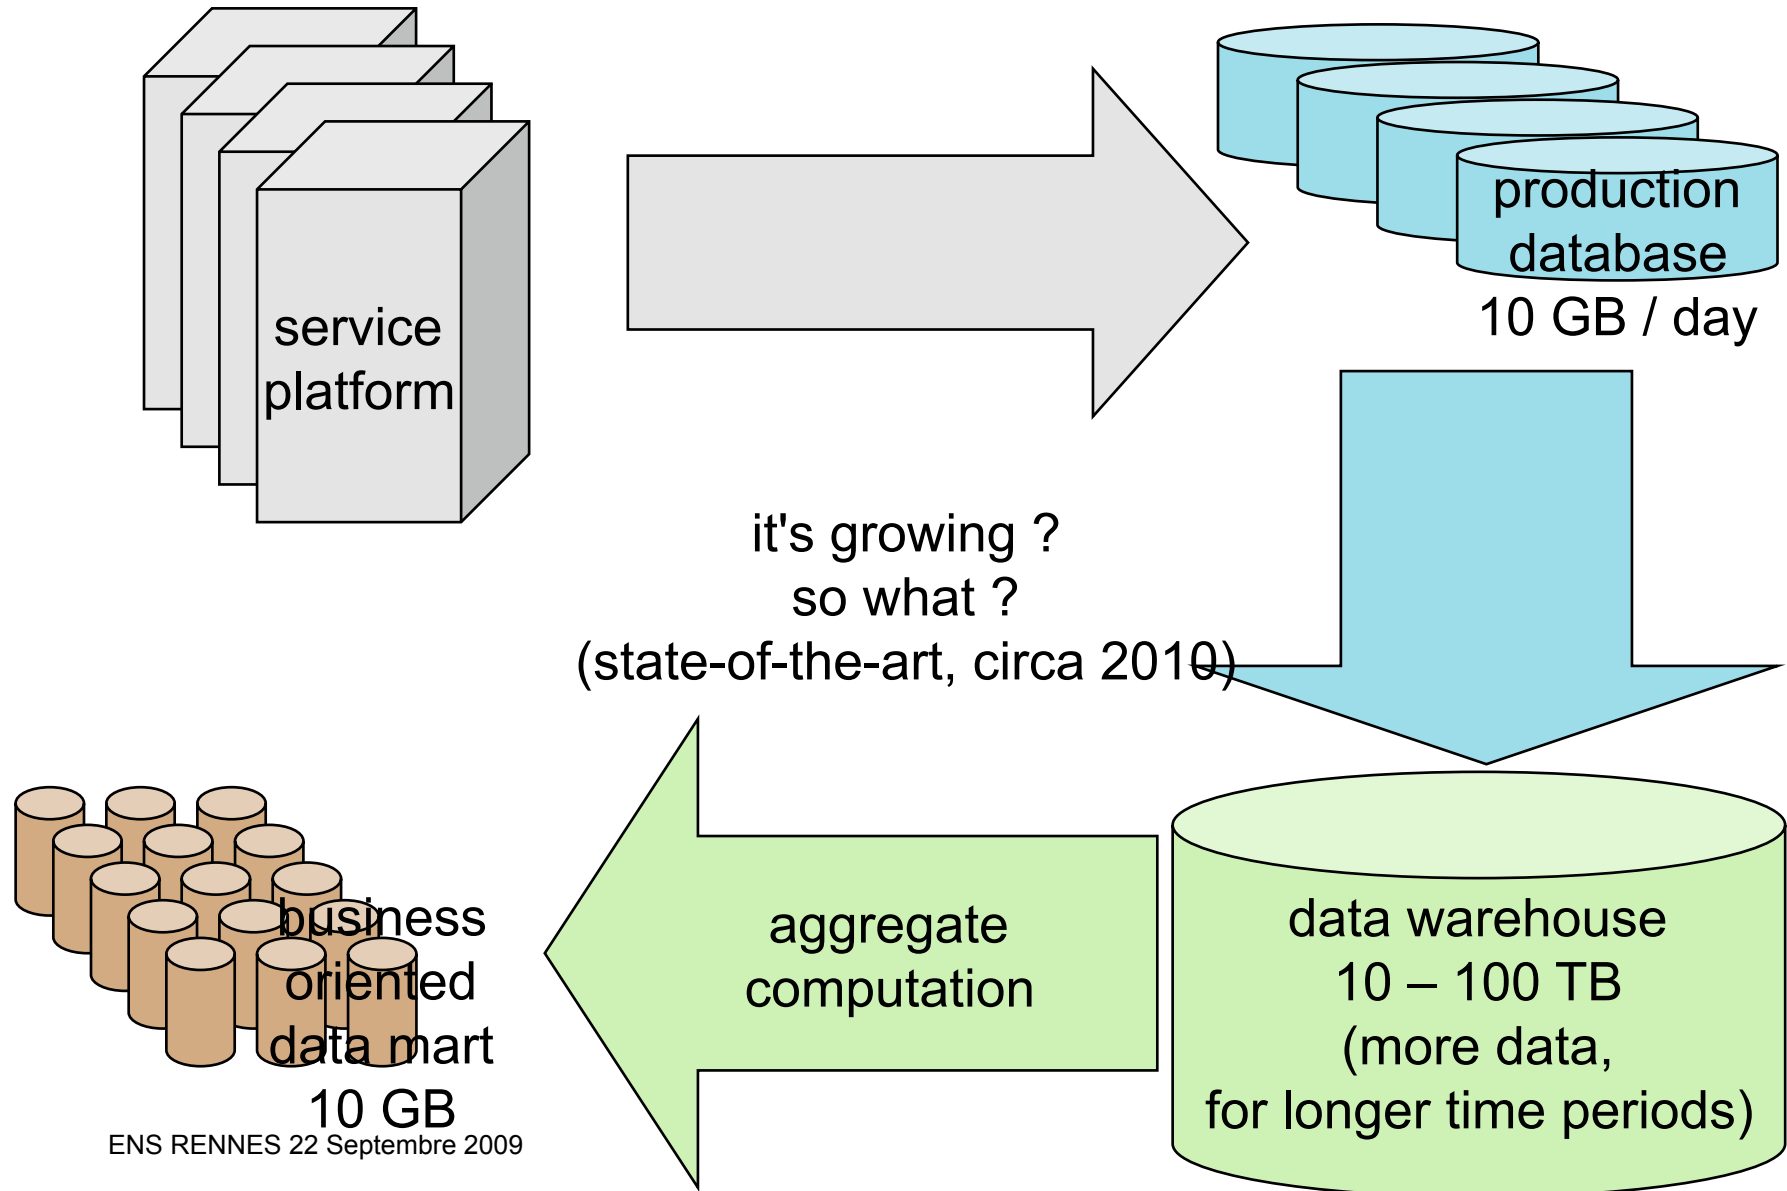 service
platform
production
database
10 GB / day
it's growing ?
so what ?
(state-of-the-art, circa 2010)
business
oriented
data mart
10 GB
aggregate
computation
data warehouse
10 – 100 TB
(more data,
for longer time periods)
ENS RENNES 22 Septembre 2009